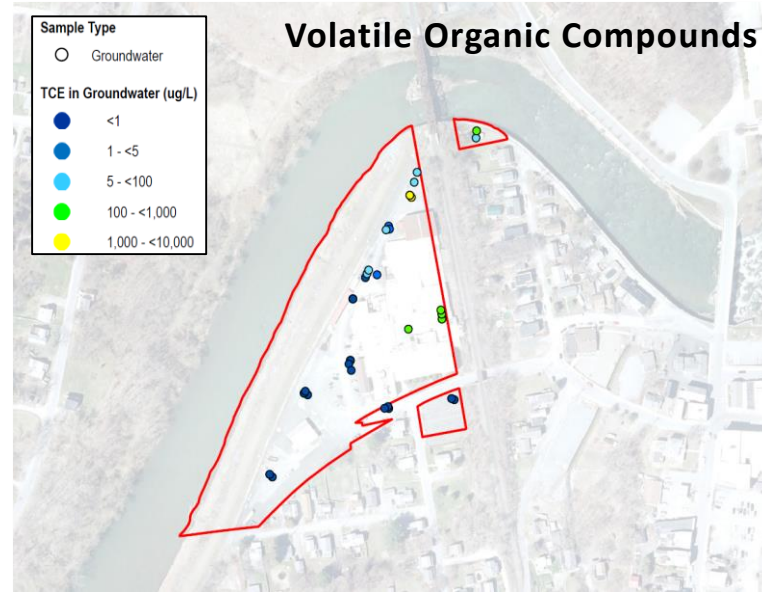 Volatile Organic Compounds
Sample Type
Groundwater
TCE in Groundwater (ug/L)
<1
1 - <5
5 - <100
100 - <1,000
1,000 - <10,000